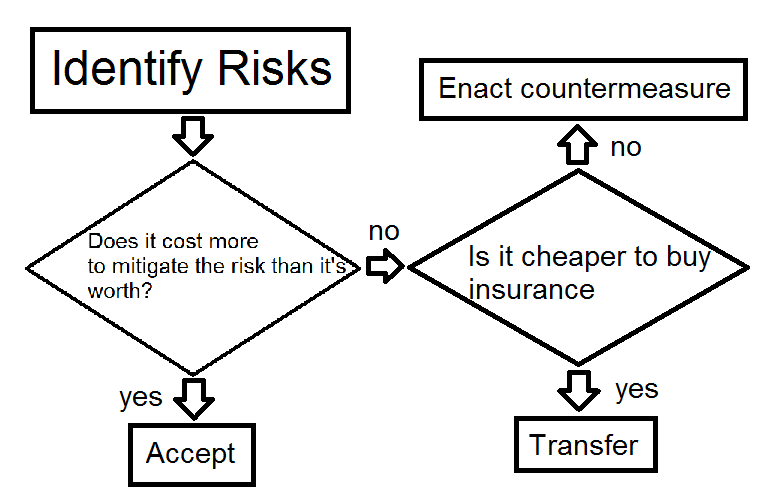 Identify Risks
Enact countermeasure
no
Does it cost more
to mitigate the risk than it's
worth?
no
Is it cheaper to buy
insurance
yes
yes
Accept
Transfer